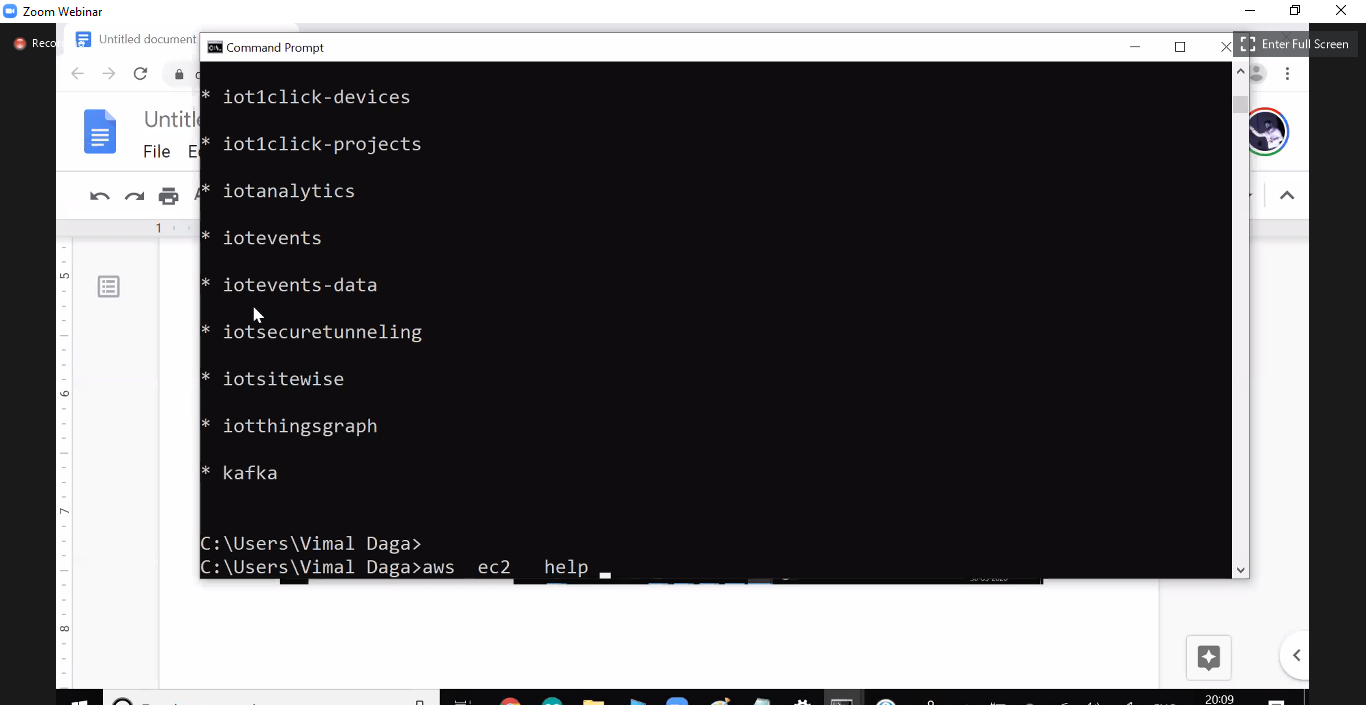 Zoom Webinar
Recor
Untitled document
Command Prompt
Enter Full Screen
File
1
* iot1click-devices
* iot1click-projects
* iotanalytics
* iotevents
* iotevents-data
* iotsecuretunneling
* iotsitewise
* iotthingsgraph
* kafka
C:\Users\Vimal Daga>
C:\Users\Vimal Daga>aws  ec2   help
5
6
7
8
20:09